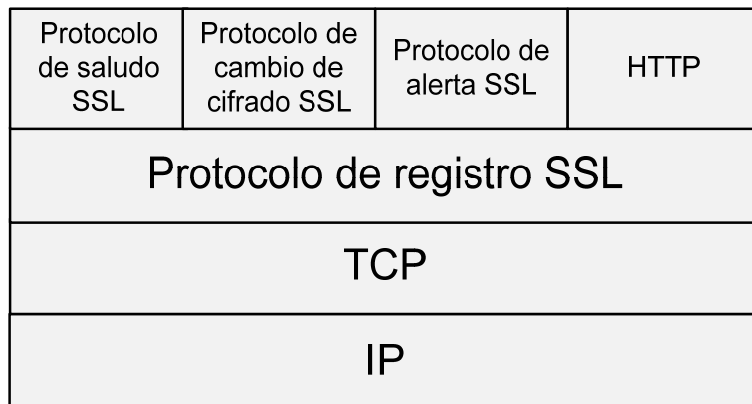 Protocolo
de saludo
SSL
Protocolo de
cambio de
cifrado SSL
Protocolo de
alerta SSL
HTTP
Protocolo de registro SSL
TCP
IP